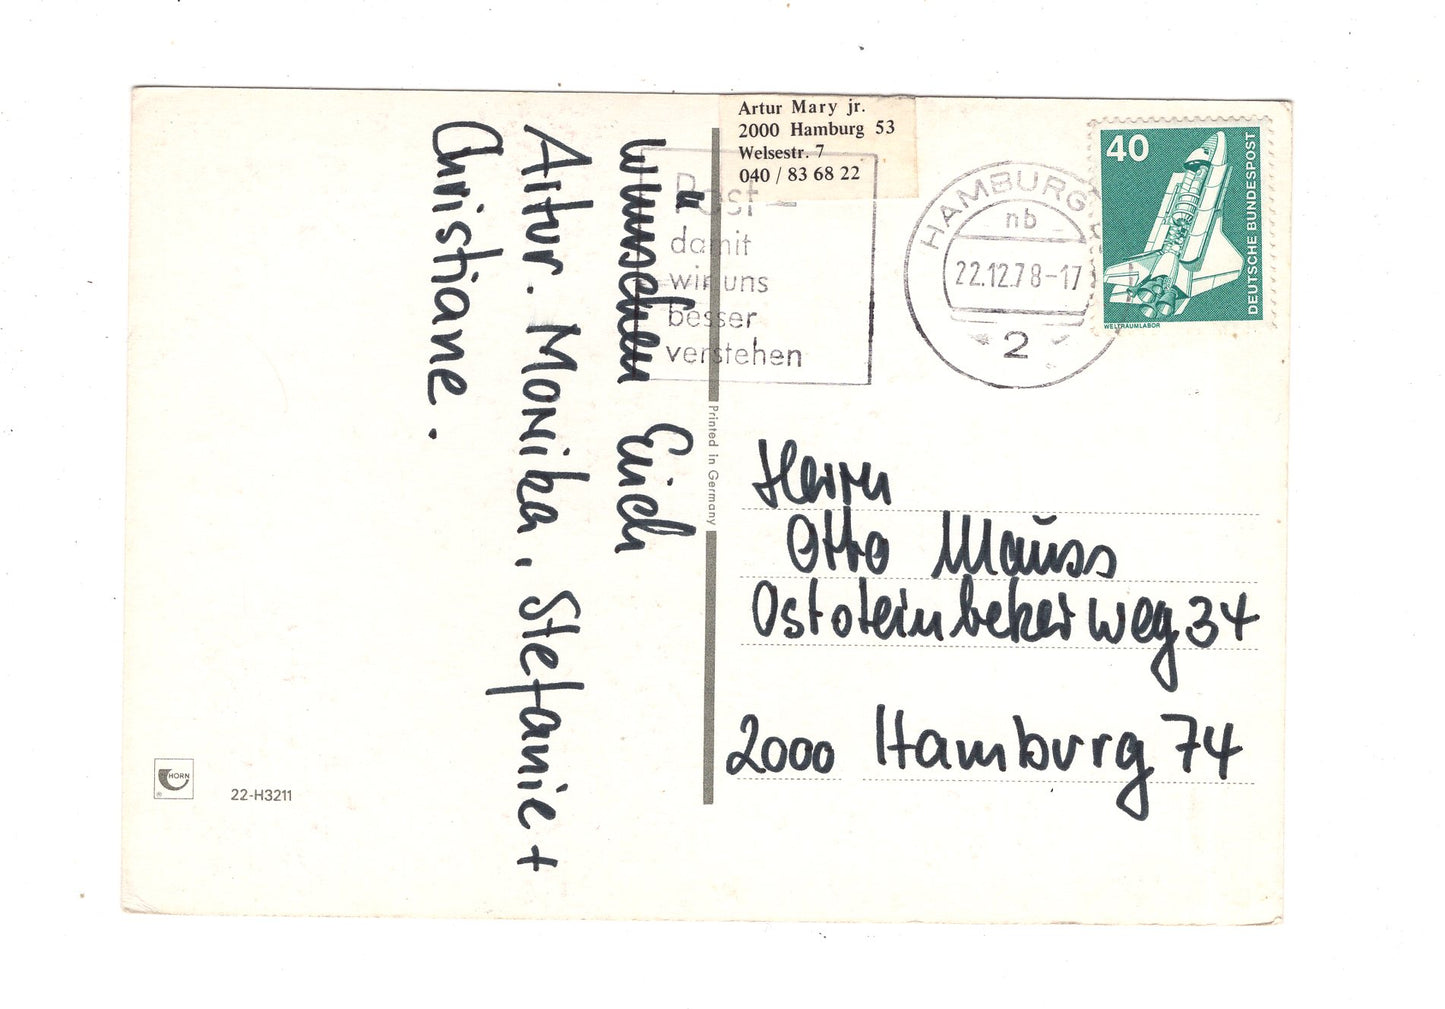 wünschen Euch
Artur. Monika, Stefanie +
Christiane.
HORN
®
22-H3211
Printed in Germany
Artur Mary jr.
2000 Hamburg 53
Welsestr. 7
040 / 83 68 22
Post –
damit
wir uns
besser
verstehen
HAMBURG
nb
22.12.78-17
2
40
DEUTSCHE BUNDESPOST
WELTRAUMLABOR
Herrn
Otto Mauss
Oststeinbeker Weg 34
2000 Hamburg 74